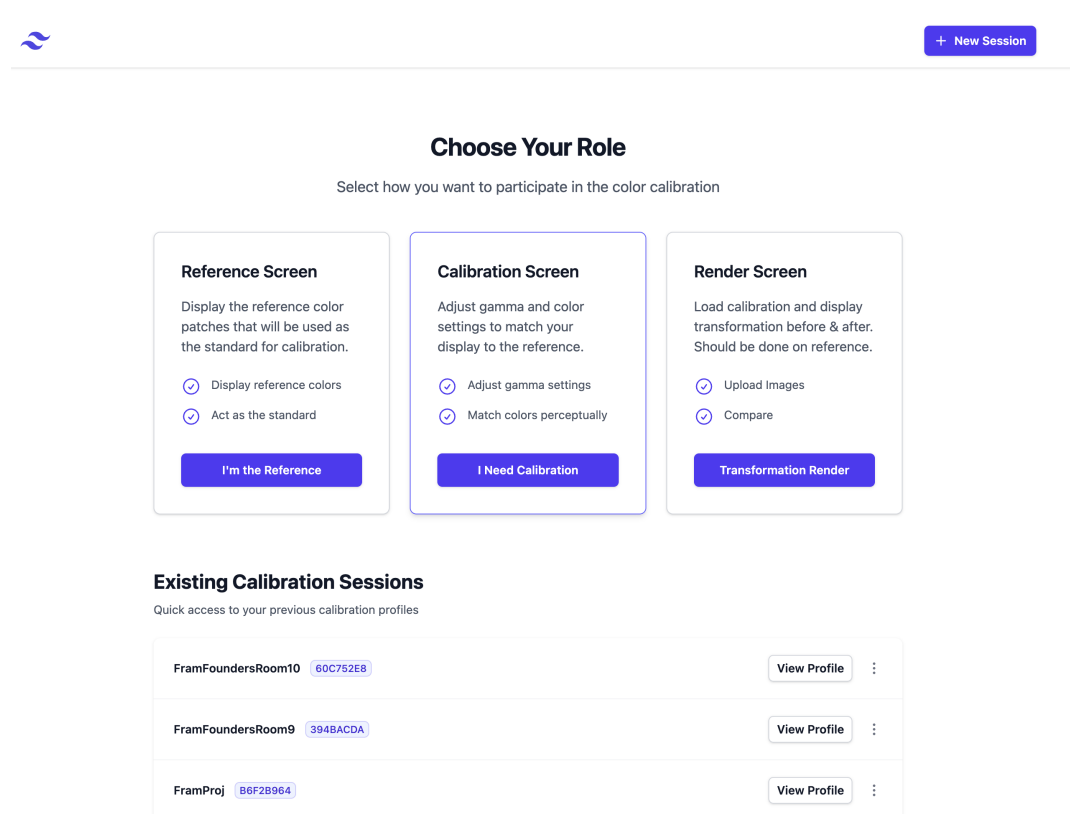 New Session
Choose Your Role
Select how you want to participate in the color calibration
Reference Screen
Display the reference color
patches that will be used as
the standard for calibration.
Display reference colors
Act as the standard
I'm the Reference
Calibration Screen
Adjust gamma and color
settings to match your
display to the reference.
Adjust gamma settings
Match colors perceptually
I Need Calibration
Render Screen
Load calibration and display
transformation before & after.
Should be done on reference.
Upload Images
Compare
Transformation Render
Existing Calibration Sessions
Quick access to your previous calibration profiles
FramFoundersRoom10 60C752E8 View Profile
FramFoundersRoom9 394BACDA View Profile
FramProj B6F2B964 View Profile